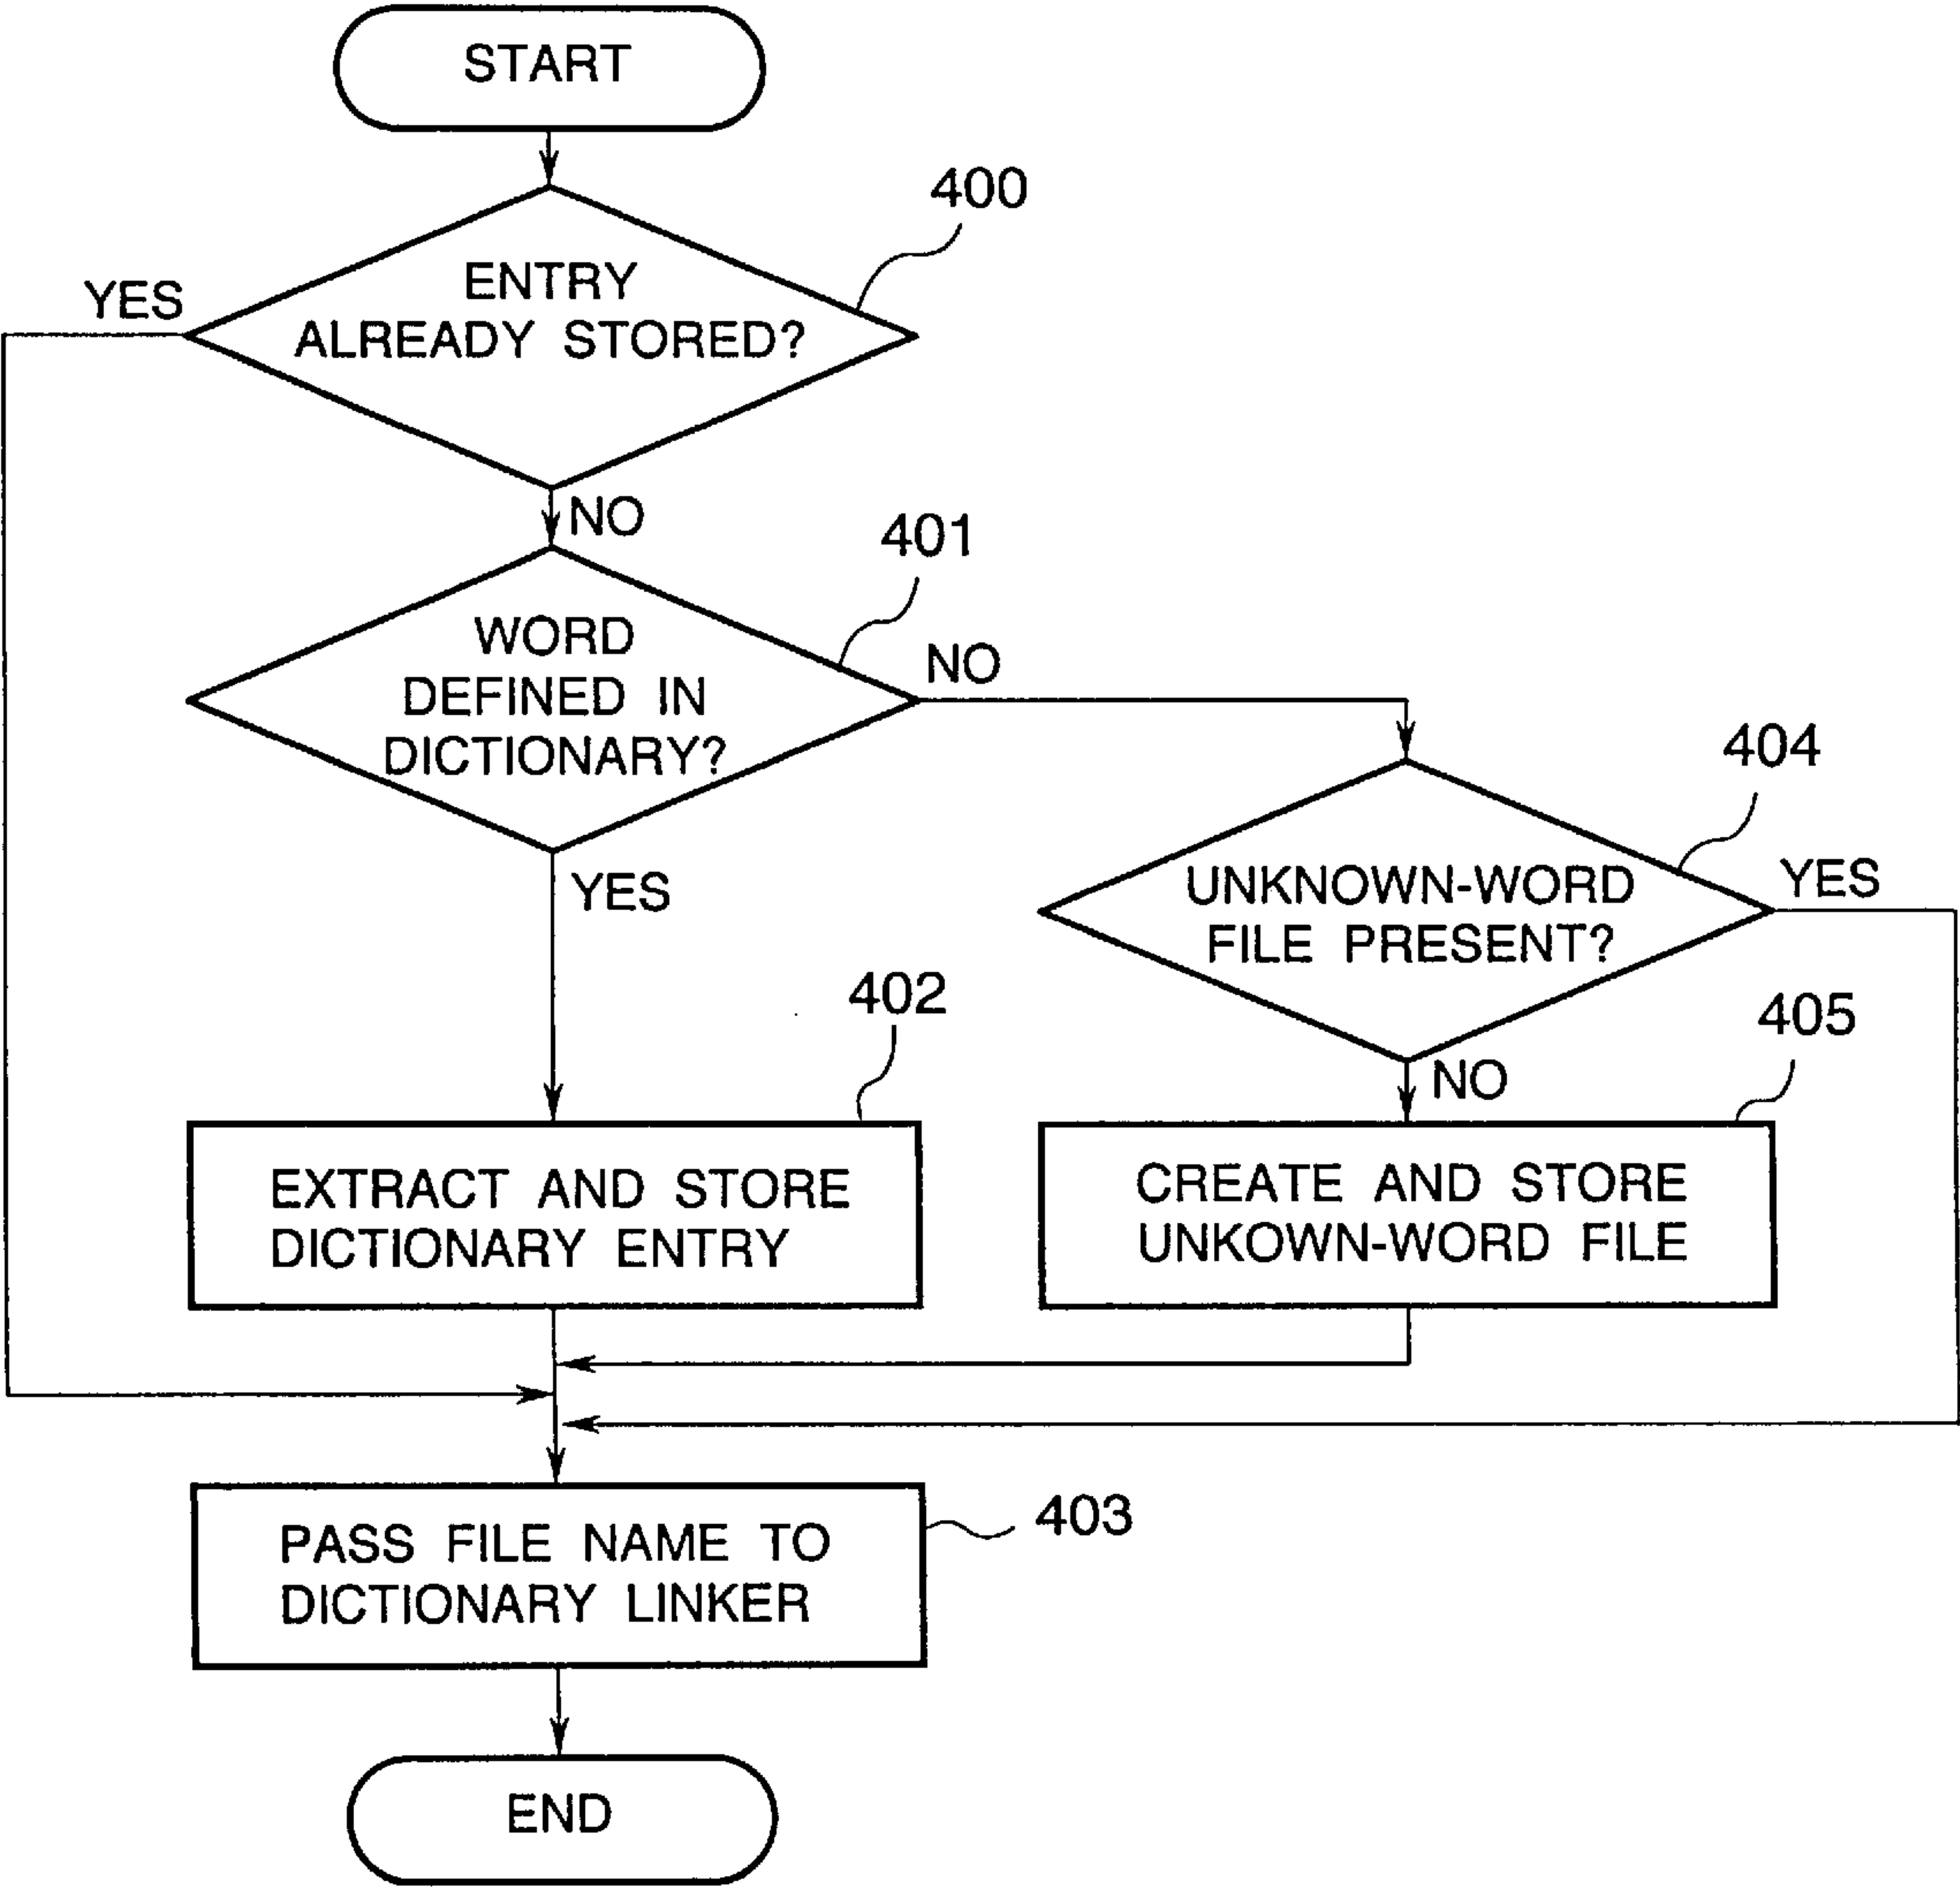 START
400
YES
ENTRY
ALREADY STORED?
NO
401
WORD
DEFINED IN
DICTIONARY?
NO
404
YES
UNKNOWN-WORD
FILE PRESENT?
YES
402
405
NO
EXTRACT AND STORE
DICTIONARY ENTRY
CREATE AND STORE
UNKOWN-WORD FILE
PASS FILE NAME TO
DICTIONARY LINKER
403
END